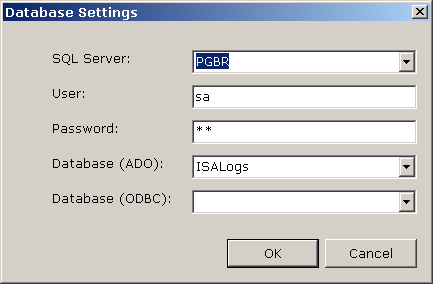 Database Settings
SQL Server: PGBR
User: sa
Password: **
Database (ADO): ISALogs
Database (ODBC):
OK Cancel